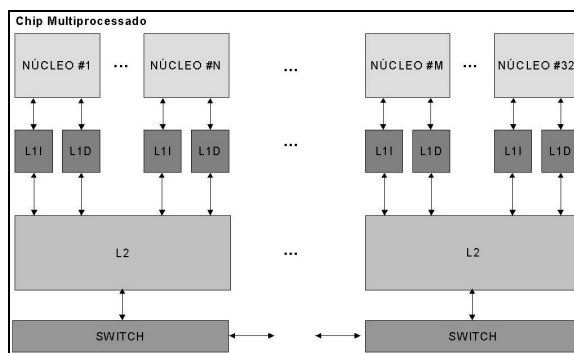 Chip Multiprocessado
NÚCLEO #1 ... NÚCLEO #N ... NÚCLEO #M ... NÚCLEO #32
L1I L1D L1I L1D ... L1I L1D L1I L1D
L2 ... L2
SWITCH SWITCH